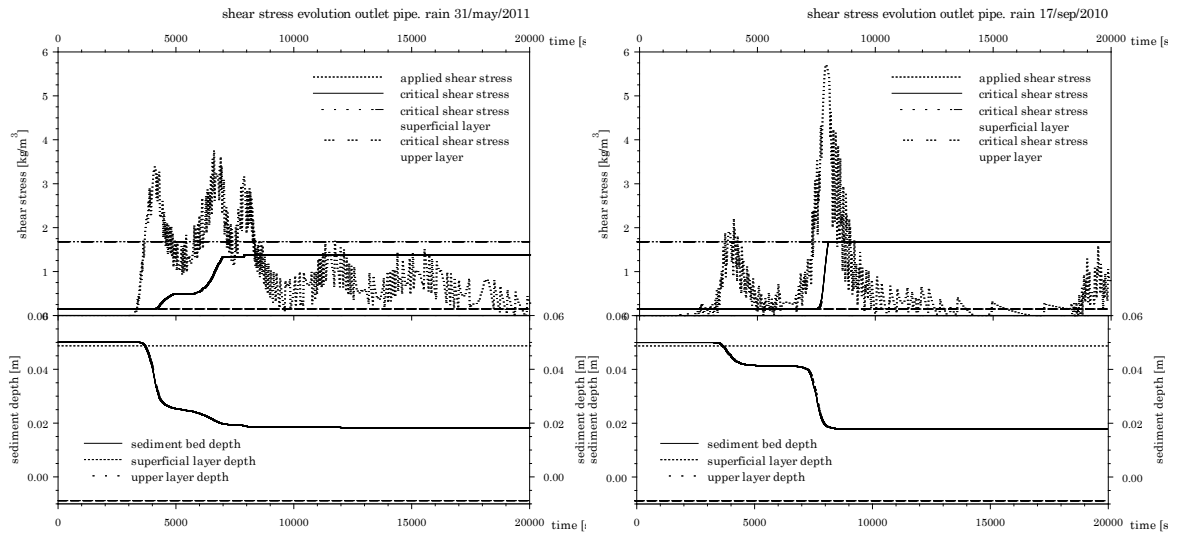 shear stress evolution outlet pipe. rain 31/may/2011
0 5000 10000 15000 20000 time [s
6
5
4
3
2
1
shear stress [kg/m³]
applied shear stress
critical shear stress
critical shear stress
superficial layer
critical shear stress
upper layer
0.06 0.06
0.04 0.04
0.02 0.02
0.00 0.00
sediment depth [m]
sediment depth [m]
sediment bed depth
superficial layer depth
upper layer depth
0 5000 10000 15000 20000 time [s
shear stress evolution outlet pipe. rain 17/sep/2010
0 5000 10000 15000 20000 time [s
6
5
4
3
2
1
shear stress [kg/m³]
applied shear stress
critical shear stress
critical shear stress
superficial layer
critical shear stress
upper layer
0.06
0.04
0.02
0.00
sediment depth [m]
sediment depth [m]
sediment bed depth
superficial layer depth
upper layer depth
0 5000 10000 15000 20000 time [s